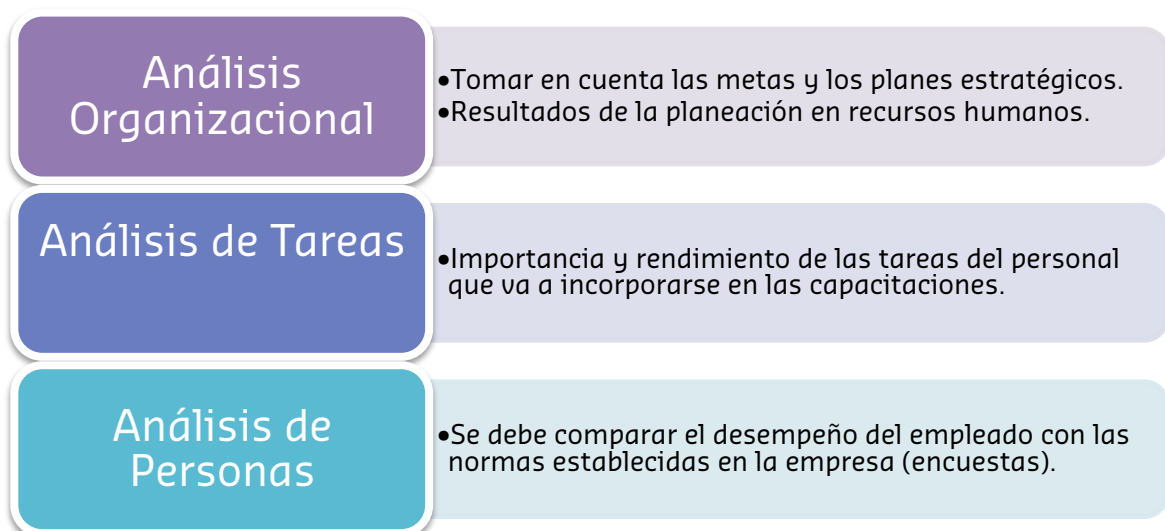 Análisis
Organizacional
•Tomar en cuenta las metas y los planes estratégicos.
•Resultados de la planeación en recursos humanos.
Análisis de Tareas
•Importancia y rendimiento de las tareas del personal
que va a incorporarse en las capacitaciones.
Análisis de
Personas
•Se debe comparar el desempeño del empleado con las
normas establecidas en la empresa (encuestas).